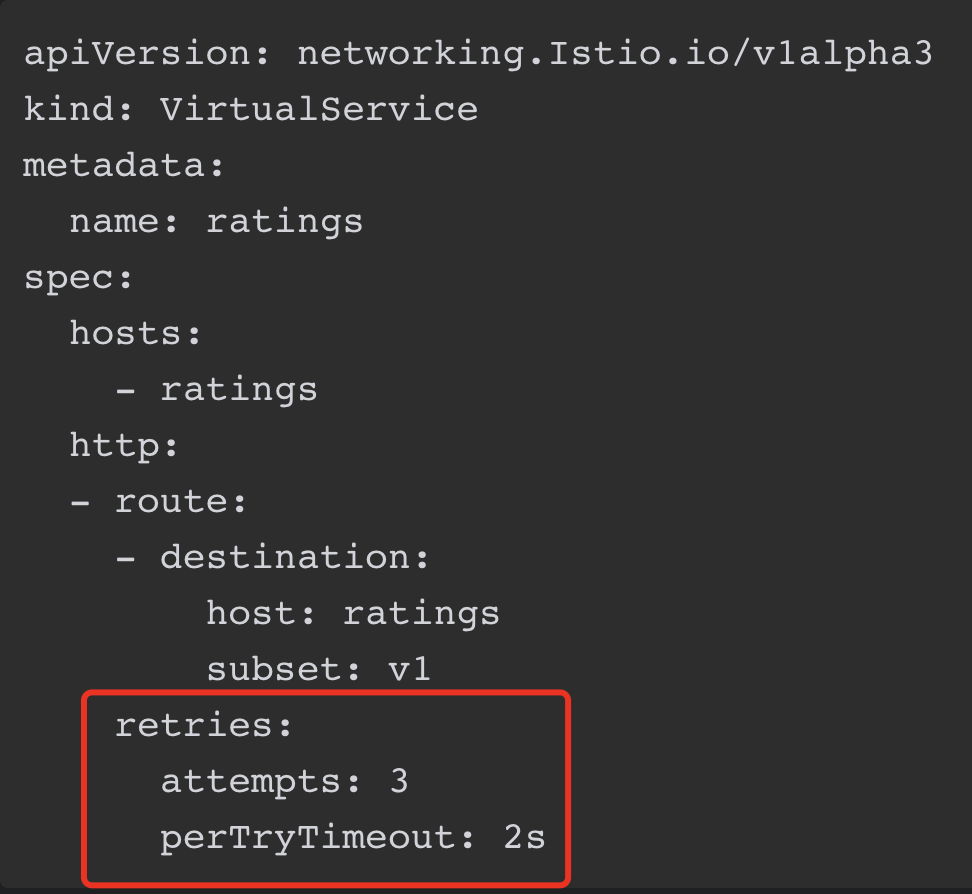 apiVersion: networking.Istio.io/v1alpha3
kind: VirtualService
metadata:
  name: ratings
spec:
  hosts:
    - ratings
  http:
  - route:
    - destination:
        host: ratings
        subset: v1
    retries:
      attempts: 3
      perTryTimeout: 2s